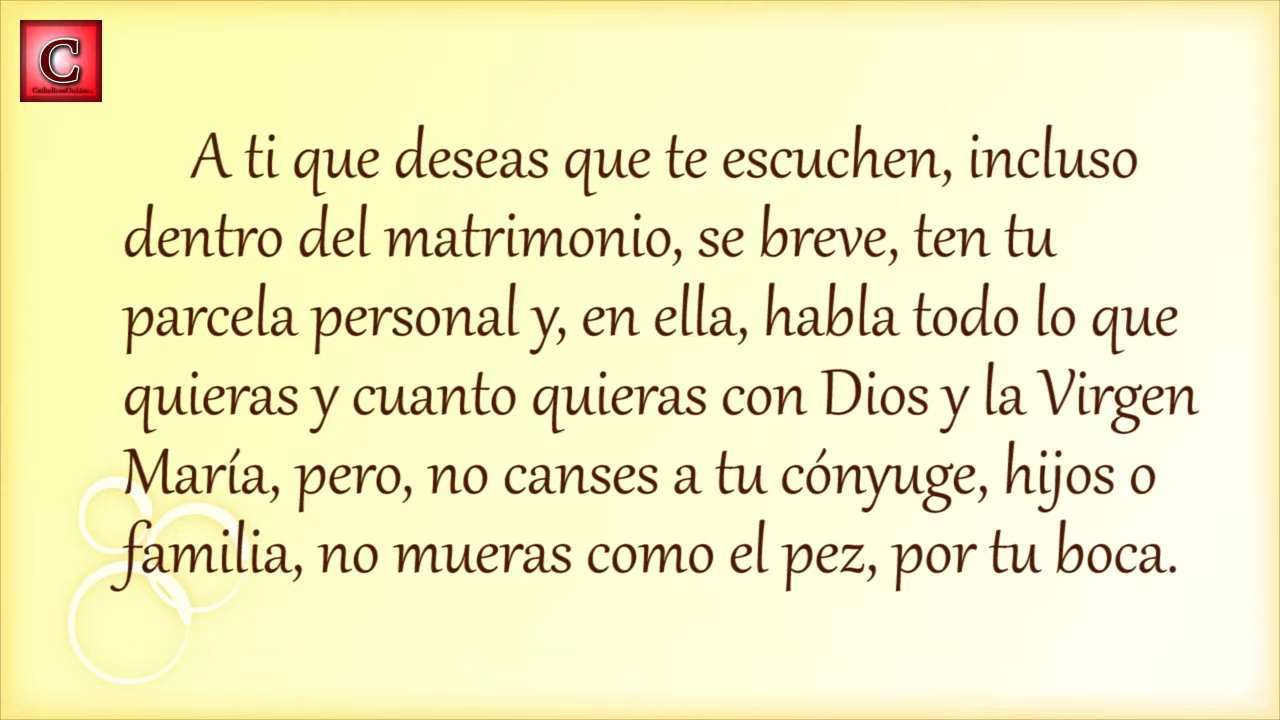 C
A ti que deseas que te escuchen, incluso
dentro del matrimonio, se breve, ten tu
parcela personal y, en ella, habla todo lo que
quieras y cuanto quieras con Dios y la Virgen
María, pero, no canses a tu cónyuge, hijos o
familia, no mueras como el pez, por tu boca.